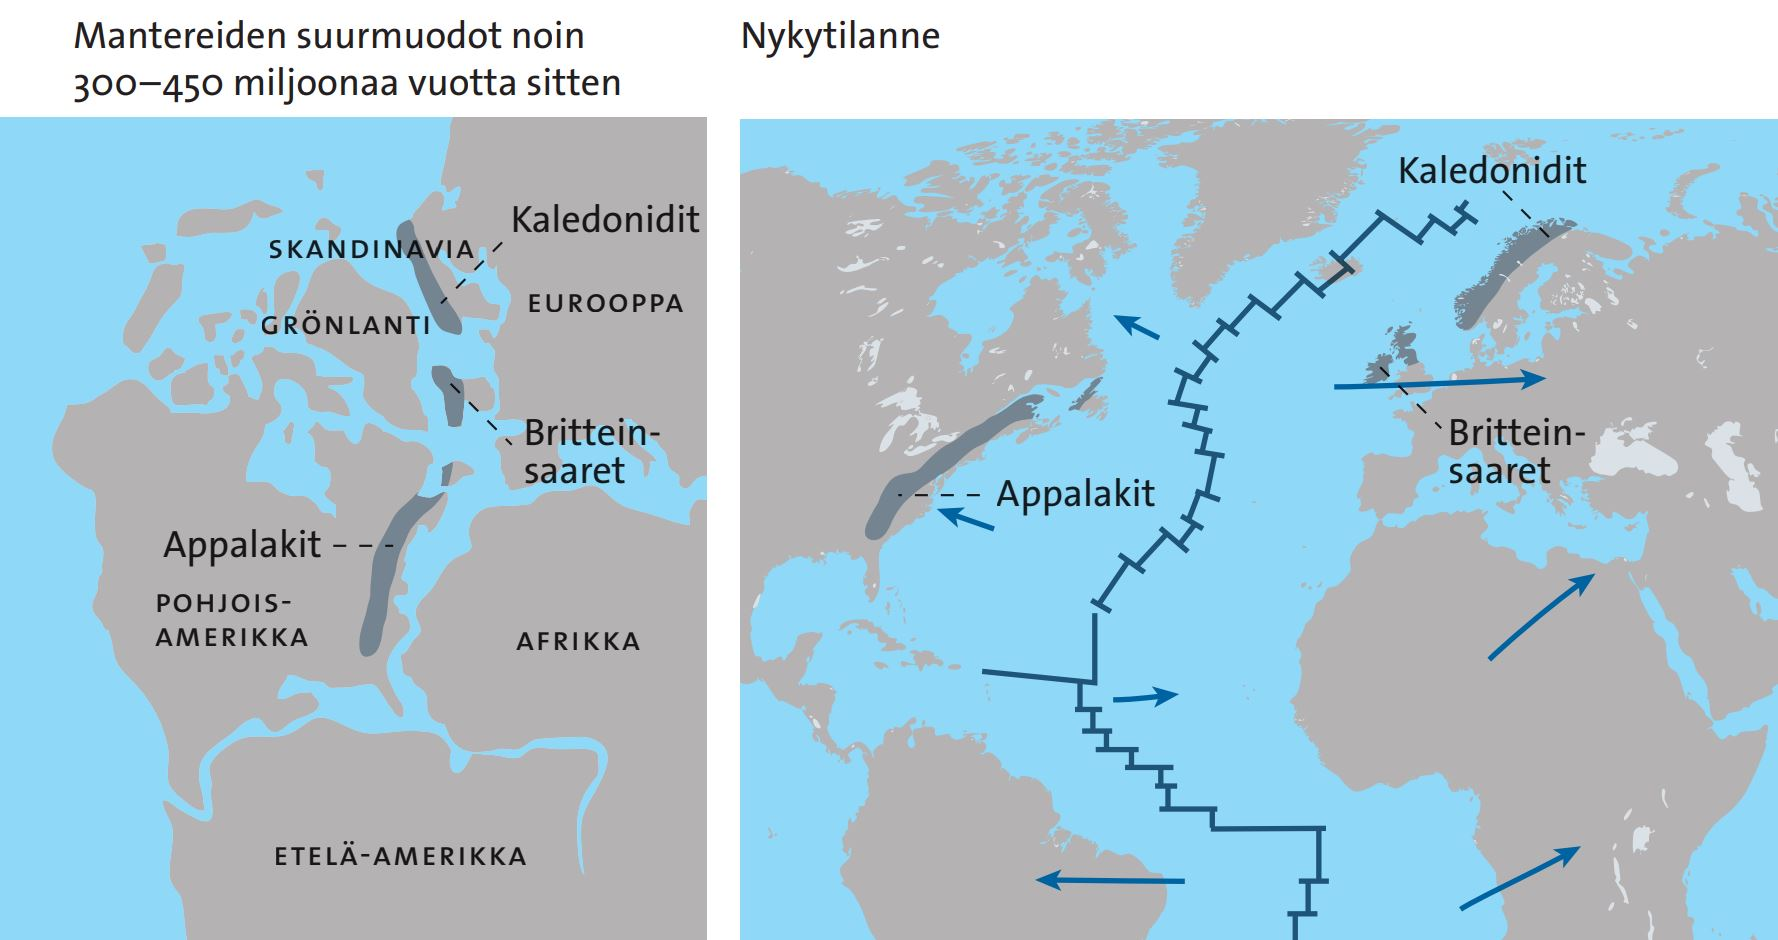 Mantereiden suurmuodot noin
300–450 miljoonaa vuotta sitten
Kaledonidit
SKANDINAVIA
EUROOPPA
GRÖNLANTI
Brittein-
saaret
Appalakit
POHJOIS-
AMERIKKA
AFRIKKA
ETELÄ-AMERIKKA
Nykytilanne
Kaledonidit
Brittein-
saaret
Appalakit